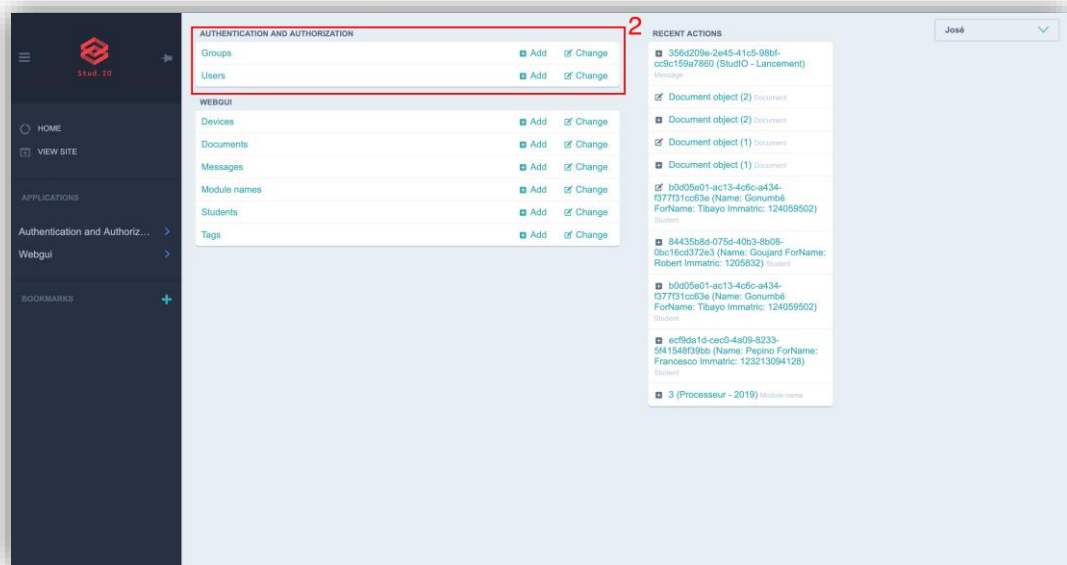 Stud.IO
HOME
VIEW SITE
APPLICATIONS
Authentication and Authoriz...
Webgui
BOOKMARKS
AUTHENTICATION AND AUTHORIZATION
2
Groups Add Change
Users Add Change
WEBGUI
Devices Add Change
Documents Add Change
Messages Add Change
Module names Add Change
Students Add Change
Tags Add Change
RECENT ACTIONS
356d209e-2e45-41c5-98bf-
cc9c159a7860 (StudIO - Lancement)
Message
Document object (2) Document
Document object (2) Document
Document object (1) Document
Document object (1) Document
b0d05e01-ac13-4c6c-a434-
f377f31cc63e (Name: Gonumbé
ForName: Tibayo Immatric: 124059502)
Student
84435b8d-075d-40b3-8b08-
0bc16cd372e3 (Name: Goujard ForName:
Robert Immatric: 1205832) Student
b0d05e01-ac13-4c6c-a434-
f377f31cc63e (Name: Gonumbé
ForName: Tibayo Immatric: 124059502)
Student
ecf9da1d-cec0-4a09-8233-
5f41548f39bb (Name: Pepino ForName:
Francesco Immatric: 123213094128)
Student
3 (Processeur - 2019) Module name
José